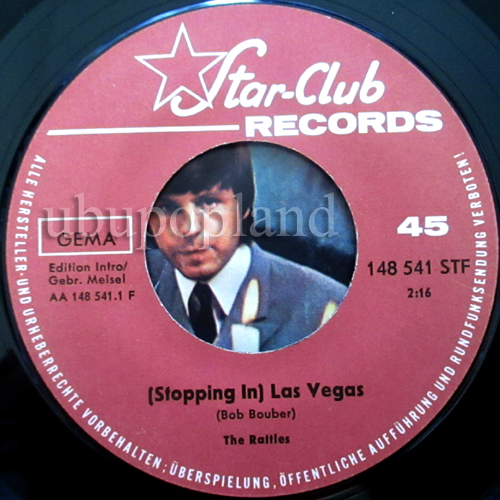 Star-Club
RECORDS
ubupopland
GEMA
45
Edition Intro/
Gebr. Meisel
AA 148 541.1 F
148 541 STF
2:16
(Stopping In) Las Vegas
(Bob Bouber)
The Rattles
ALLE HERSTELLER- UND URHEBERRECHTE VORBEHALTEN; ÜBERSPIELUNG, ÖFFENTLICHE AUFFÜHRUNG UND RUNDFUNKSENDUNG VERBOTEN!